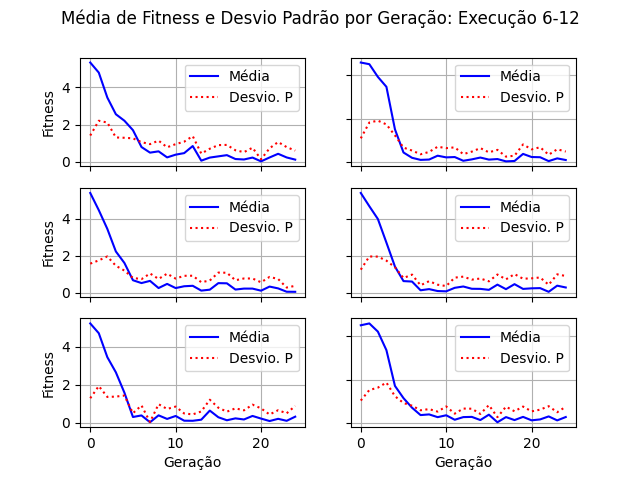 Média de Fitness e Desvio Padrão por Geração: Execução 6-12
Fitness
4
2
0
Média
Desvio. P
Média
Desvio. P
Fitness
4
2
0
Média
Desvio. P
Média
Desvio. P
Fitness
4
2
0
Média
Desvio. P
Média
Desvio. P
0 10 20
0 10 20
Geração
Geração